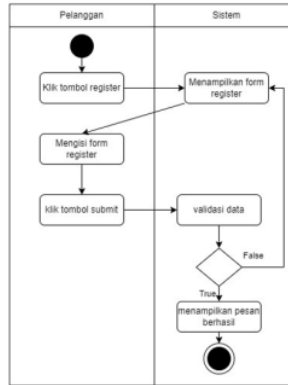 Pelanggan
Sistem
Klik tombol register
Menampilkan form
register
Mengisi form
register
klik tombol submit
validasi data
False
True
menampilkan pesan
berhasil